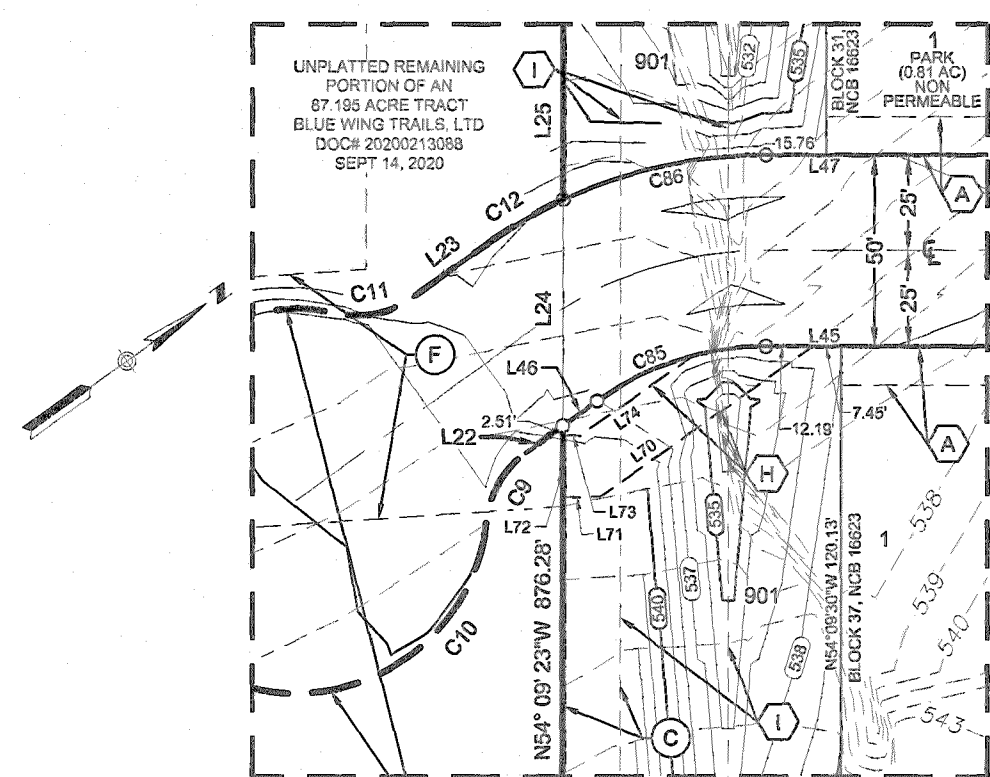 UNPLATTED REMAINING
PORTION OF AN
87.195 ACRE TRACT
BLUE WING TRAILS, LTD
DOC# 20200213088
SEPT 14, 2020
I
L25
901
532
535
BLOCK 31,
NCB 16623
1
PARK
(0.81 AC)
NON
PERMEABLE
15.76'
L47
C86
C12
A
L23
25'
50'
25'
C11
L24
F
L45
C85
L46
2.51'
L74
7.45'
12.19'
L22
L70
A
H
C9
L73
L72
L71
535
538
1
N54° 09' 23"W 876.28'
537
540
901
N54°09'30"W 120.13'
BLOCK 37, NCB 16623
539
540
C10
538
543
I
C